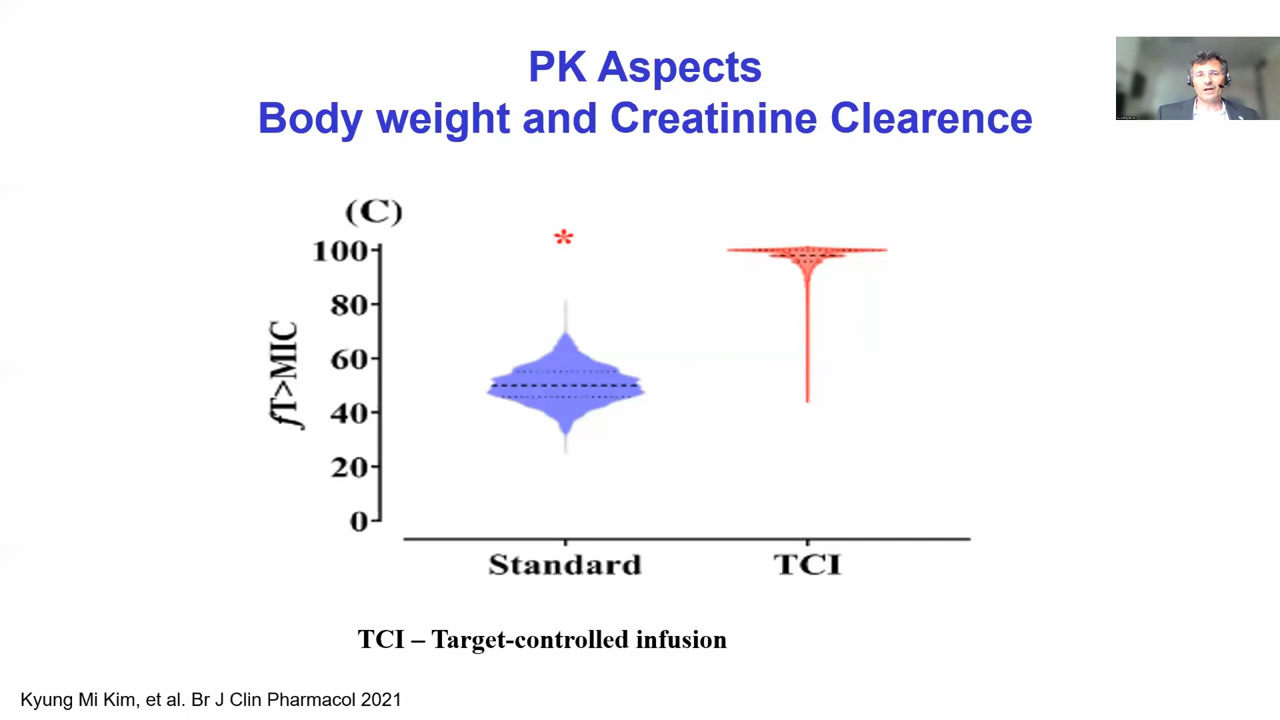 PK Aspects
Body weight and Creatinine Clearence
(C)
*
100
80
60
40
20
0
fT>MIC
Standard TCI
TCI – Target-controlled infusion
Kyung Mi Kim, et al. Br J Clin Pharmacol 2021